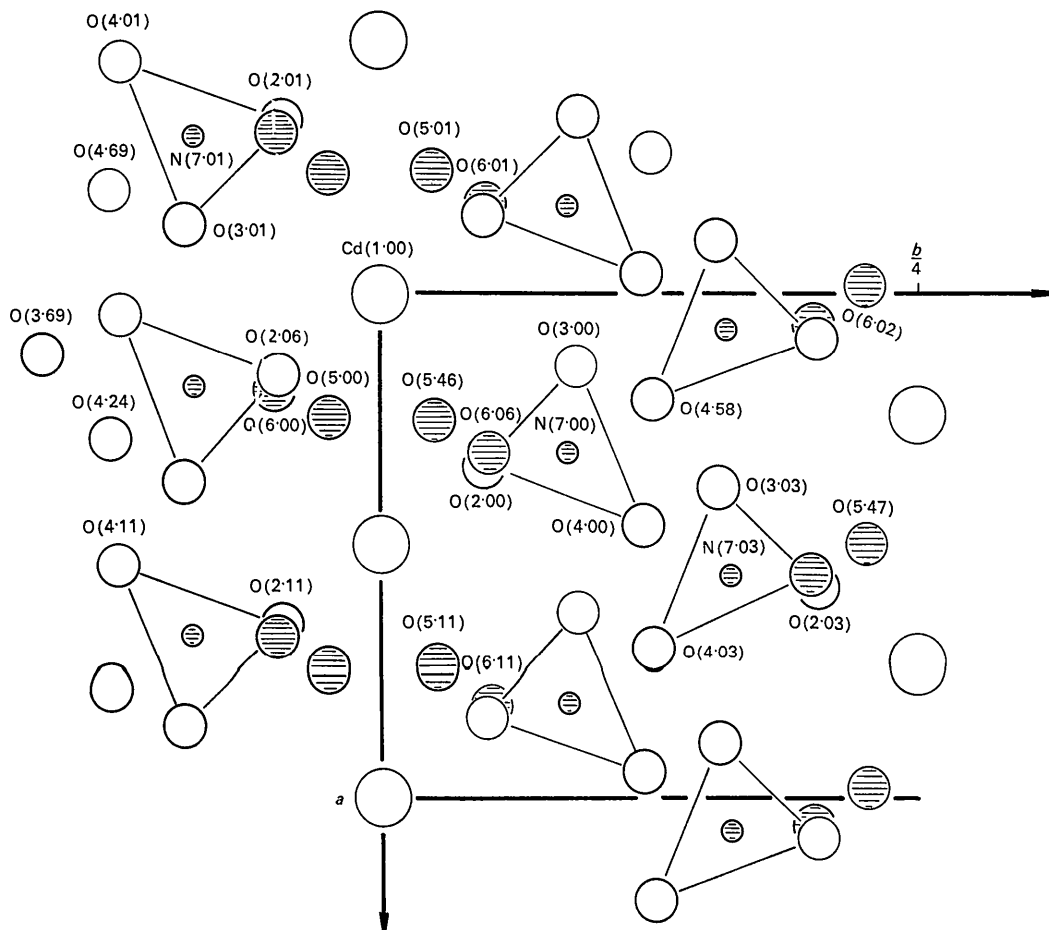 O(4·01)
O(2·01)
O(5·01)
O(4·69)
N(7·01)
O(6·01)
O(3·01)
Cd(1·00)
b/4
O(3·69)
O(2·06)
O(3·00)
O(6·02)
O(5·00)
O(5·46)
O(4·24)
O(6·00)
O(6·06)
N(7·00)
O(4·58)
O(2·00)
O(4·00)
O(3·03)
O(5·47)
O(4·11)
N(7·03)
O(2·11)
O(2·03)
O(5·11)
O(4·03)
O(6·11)
a